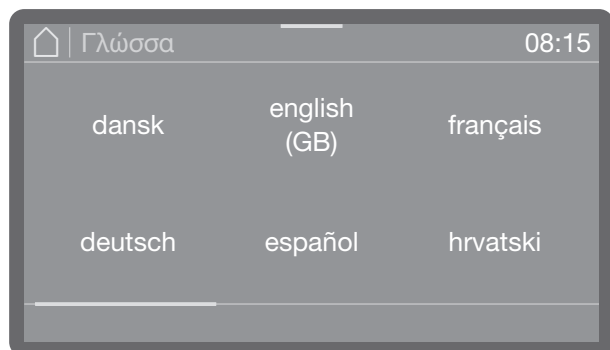 Γλώσσα 08:15
dansk english (GB) français
deutsch español hrvatski